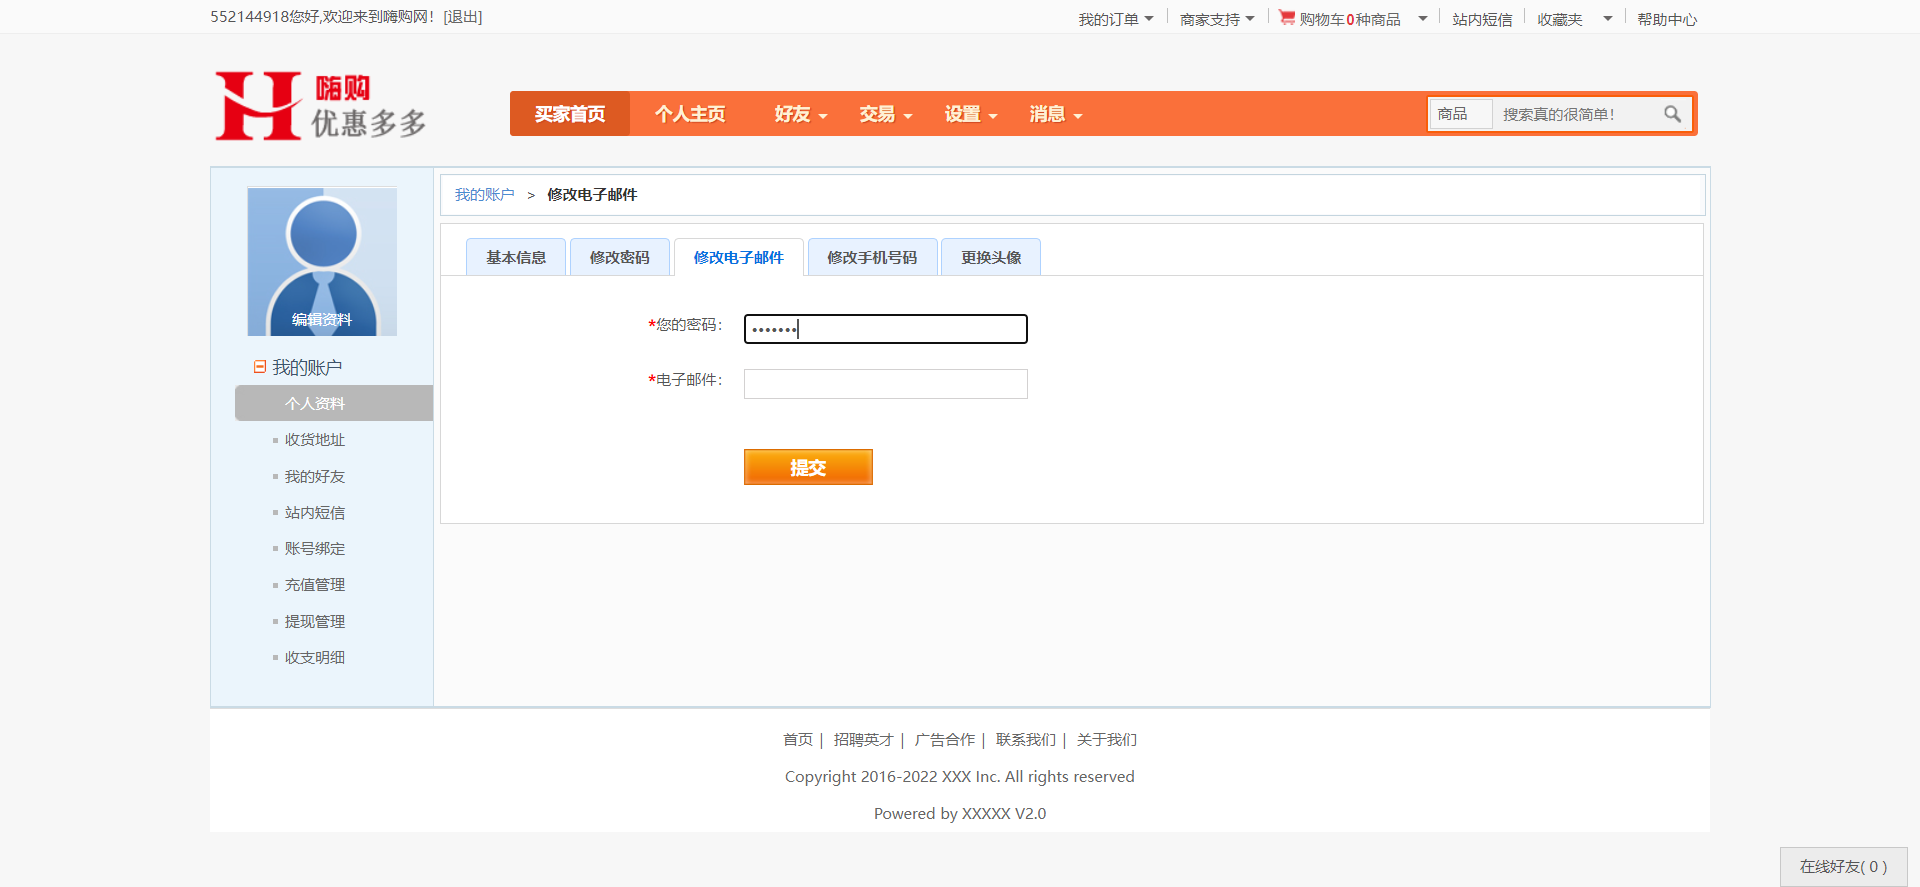 552144918您好,欢迎来到嗨购网！[退出]
我的订单 商家支持 购物车0种商品 站内短信 收藏夹 帮助中心
H 嗨购
优惠多多
买家首页 个人主页 好友 交易 设置 消息 商品 搜索真的很简单！
我的账户 > 修改电子邮件
基本信息 修改密码 修改电子邮件 修改手机号码 更换头像
编辑资料
*您的密码： •••••••
*电子邮件：
提交
我的账户
个人资料
收货地址
我的好友
站内短信
账号绑定
充值管理
提现管理
收支明细
首页 | 招聘英才 | 广告合作 | 联系我们 | 关于我们
Copyright 2016-2022 XXX Inc. All rights reserved
Powered by XXXXX V2.0
在线好友( 0 )